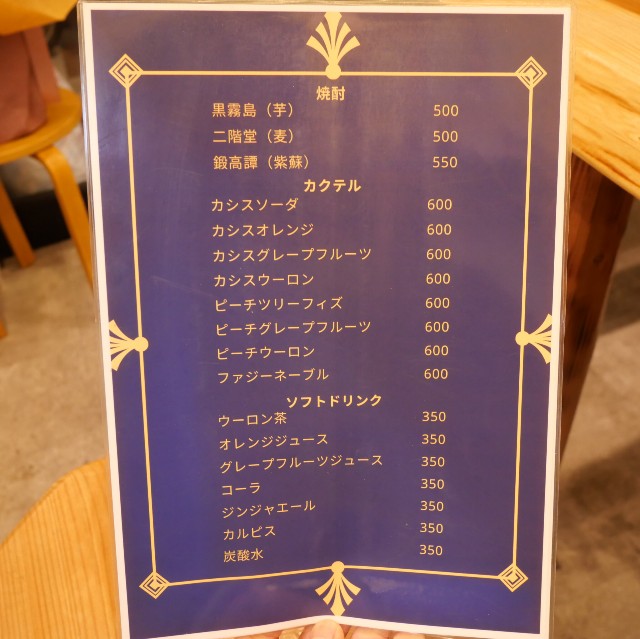 焼酎
黒霧島（芋） 500
二階堂（麦） 500
鍛高譚（紫蘇） 550
カクテル
カシスソーダ 600
カシスオレンジ 600
カシスグレープフルーツ 600
カシスウーロン 600
ピーチツリーフィズ 600
ピーチグレープフルーツ 600
ピーチウーロン 600
ファジーネーブル 600
ソフトドリンク
ウーロン茶 350
オレンジジュース 350
グレープフルーツジュース 350
コーラ 350
ジンジャエール 350
カルピス 350
炭酸水 350